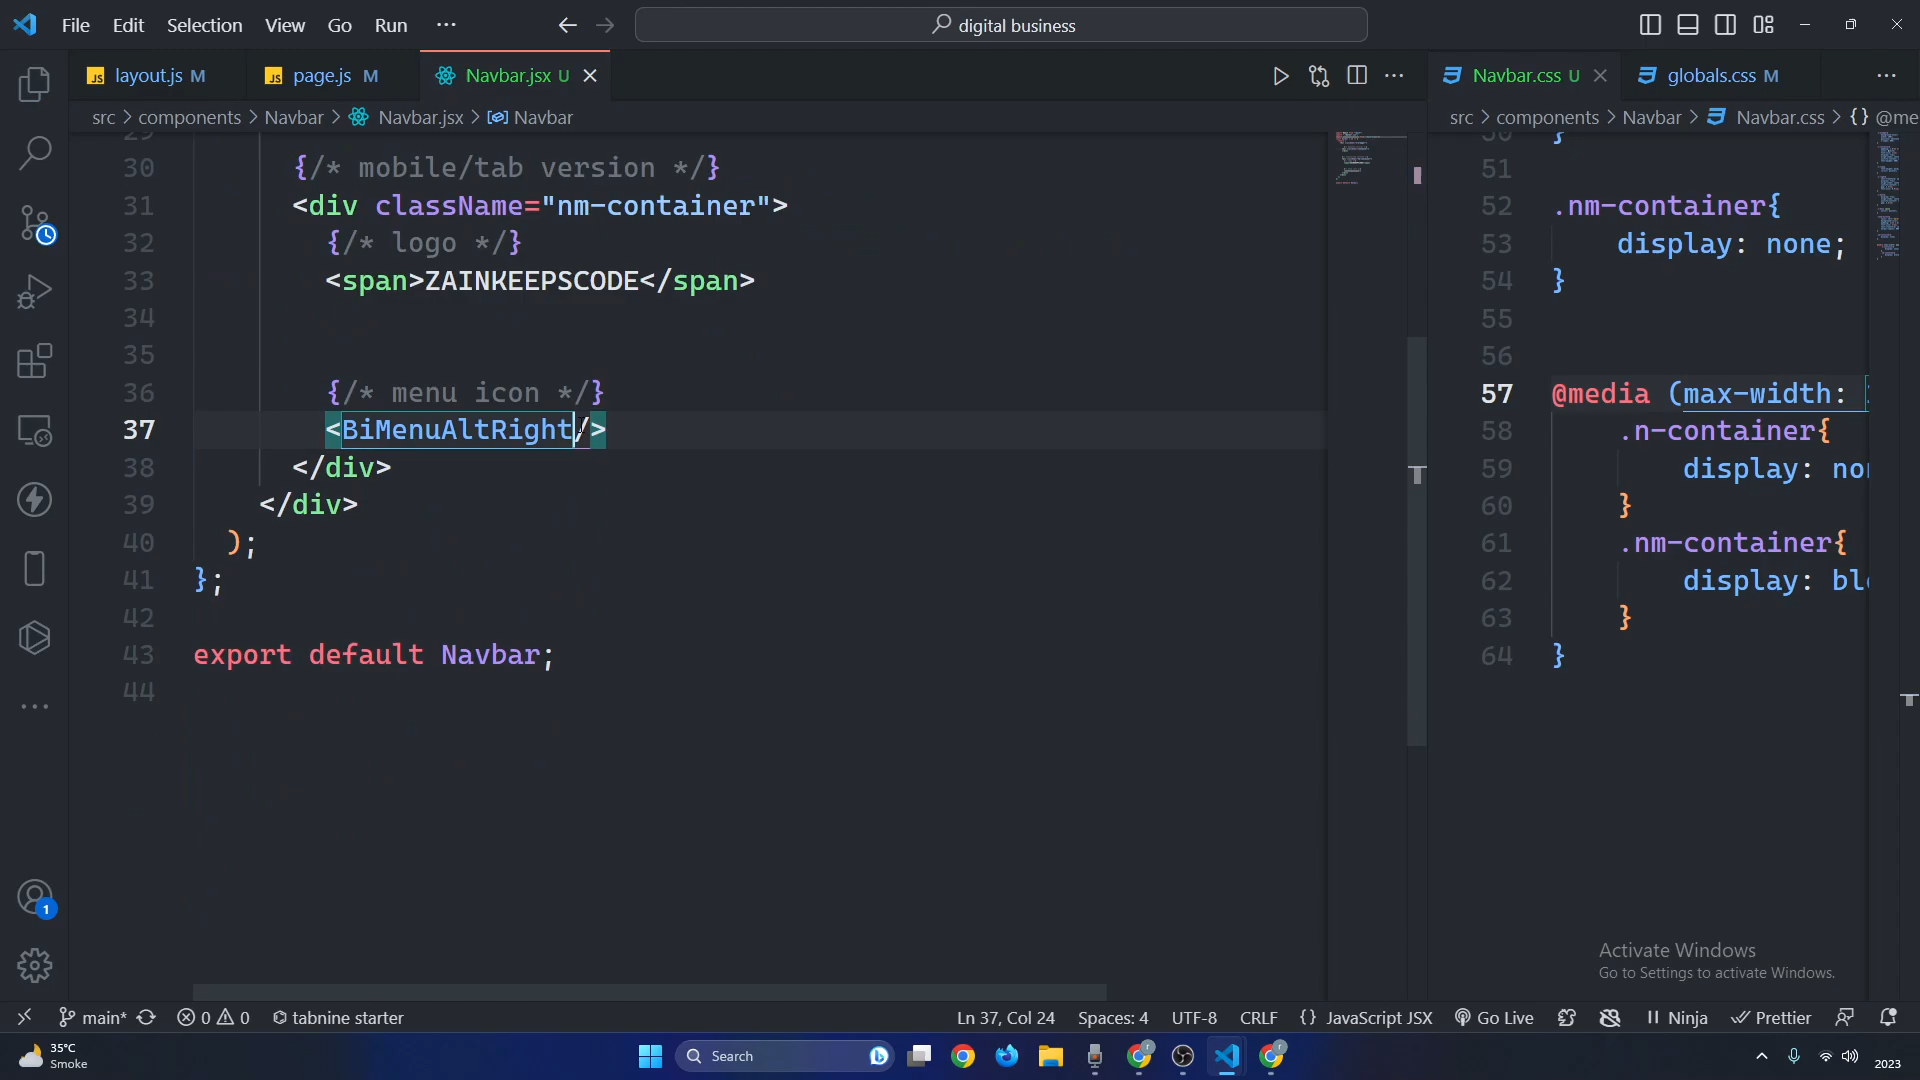 File Edit Selection View Go Run ··· digital business
JS layout.js M JS page.js M Navbar.jsx U Navbar.css U globals.css M
src > components > Navbar > Navbar.jsx > Navbar
src > components > Navbar > Navbar.css > {} @me
29
30 {/* mobile/tab version */}
31 <div className="nm-container">
32 {/* logo */}
33 <span>ZAINKEEPSCODE</span>
34
35
36 {/* menu icon */}
37 <BiMenuAltRight/>
38 </div>
39 </div>
40 );
41 };
42
43 export default Navbar;
44
50 }
51
52 .nm-container{
53 display: none;
54 }
55
56
57 @media (max-width:
58 .n-container{
59 display: no
60 }
61 .nm-container{
62 display: bl
63 }
64 }
1
Activate Windows
Go to Settings to activate Windows.
main* 0 0 tabnine starter Ln 37, Col 24 Spaces: 4 UTF-8 CRLF {} JavaScript JSX Go Live Ninja Prettier
35°C
Smoke
Search
2023